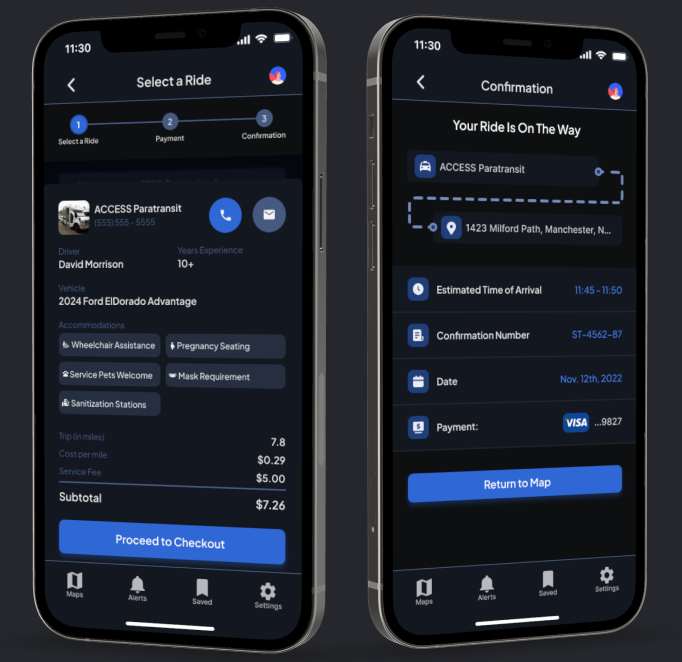 11:30
Select a Ride
1
2
3
Select a Ride
Payment
Confirmation
ACCESS Paratransit
(555) 555 - 5555
Driver
David Morrison
Years Experience
10+
Vehicle
2024 Ford ElDorado Advantage
Accommodations
Wheelchair Assistance
Pregnancy Seating
Service Pets Welcome
Mask Requirement
Sanitization Stations
Trip (in miles) 7.8
Cost per mile $0.29
Service Fee $5.00
Subtotal $7.26
Proceed to Checkout
Maps
Alerts
Saved
Settings
11:30
Confirmation
Your Ride Is On The Way
ACCESS Paratransit
1423 Milford Path, Manchester, N...
Estimated Time of Arrival 11:45 - 11:50
Confirmation Number ST-4562-87
Date Nov. 12th, 2022
Payment: VISA ...9827
Return to Map
Maps
Alerts
Saved
Settings